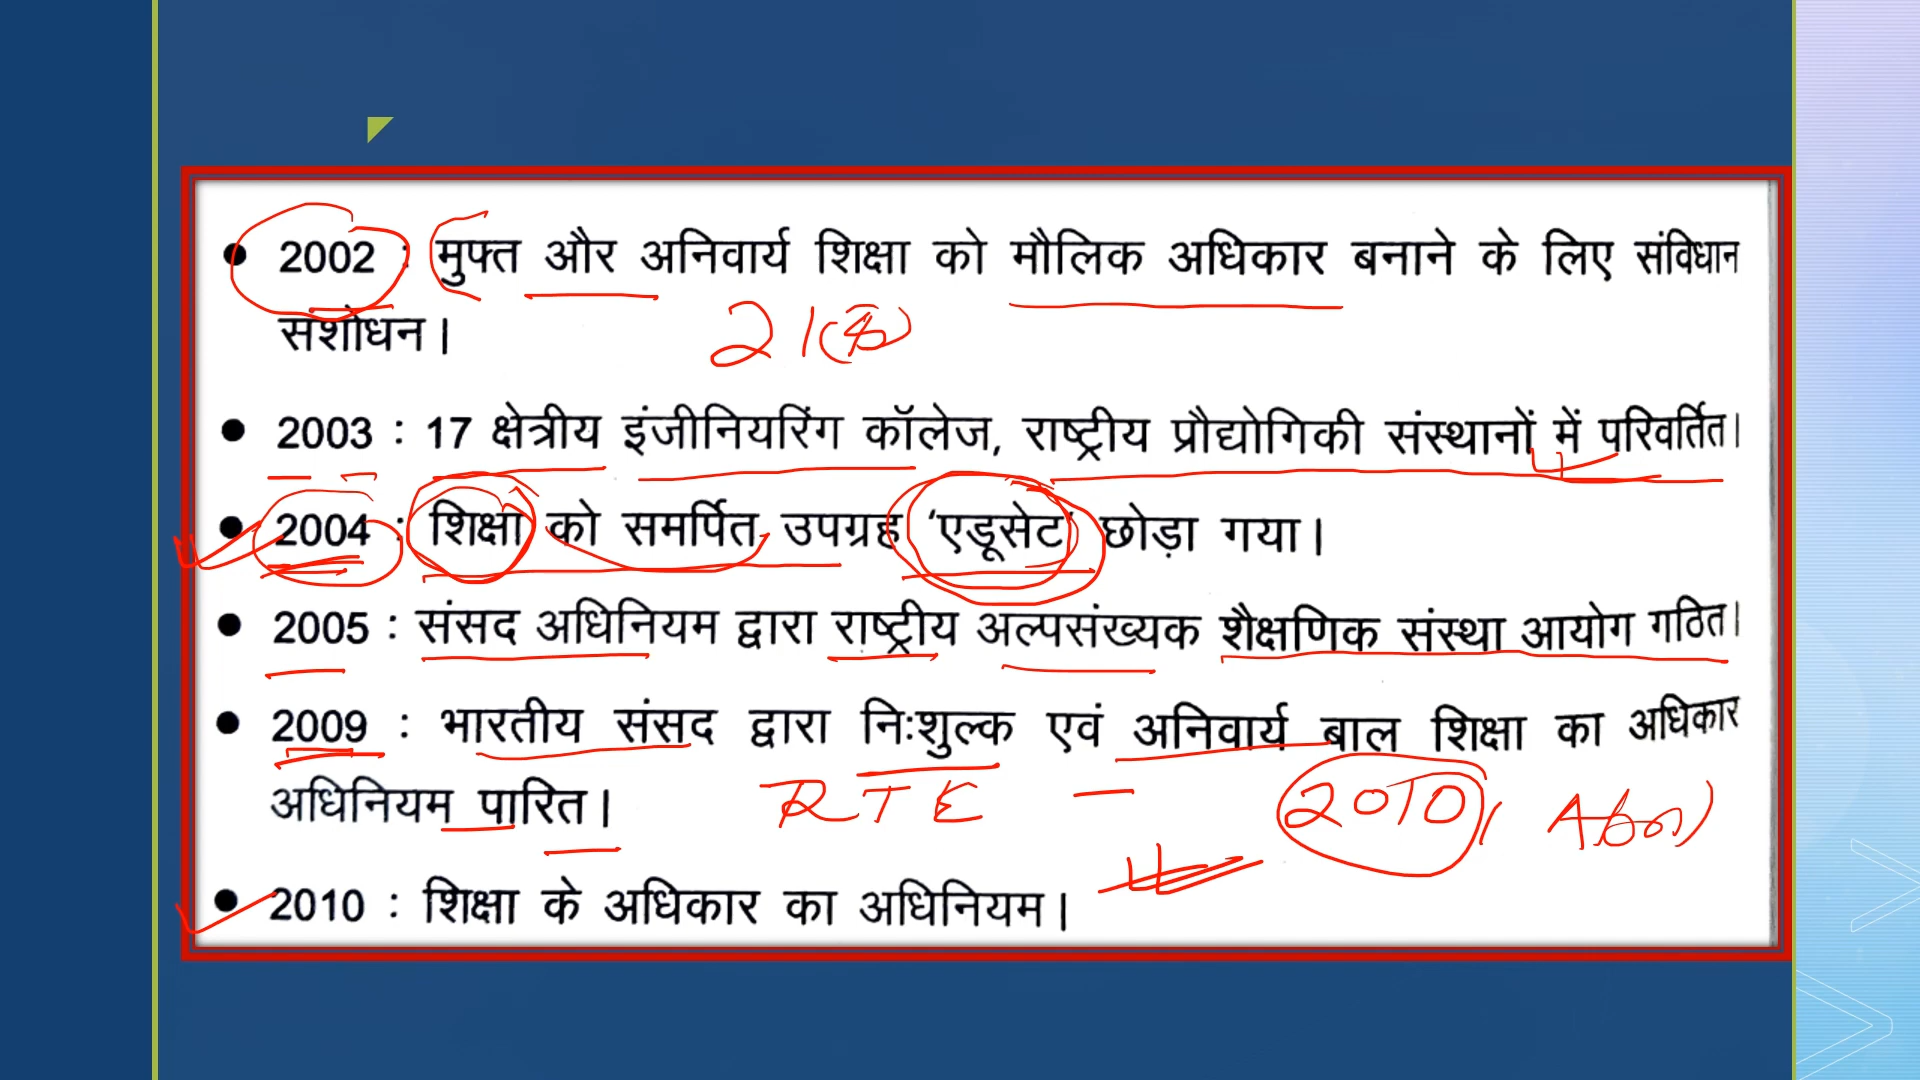 ● 2002 : मुफ्त और अनिवार्य शिक्षा को मौलिक अधिकार बनाने के लिए संविधान
संशोधन।
21(क)
● 2003 : 17 क्षेत्रीय इंजीनियरिंग कॉलेज, राष्ट्रीय प्रौद्योगिकी संस्थानों में परिवर्तित।
● 2004 : शिक्षा को समर्पित उपग्रह 'एडूसेट' छोड़ा गया।
● 2005 : संसद अधिनियम द्वारा राष्ट्रीय अल्पसंख्यक शैक्षणिक संस्था आयोग गठित।
● 2009 : भारतीय संसद द्वारा निःशुल्क एवं अनिवार्य बाल शिक्षा का अधिकार
अधिनियम पारित।
RTE – 2010
● 2010 : शिक्षा के अधिकार का अधिनियम।